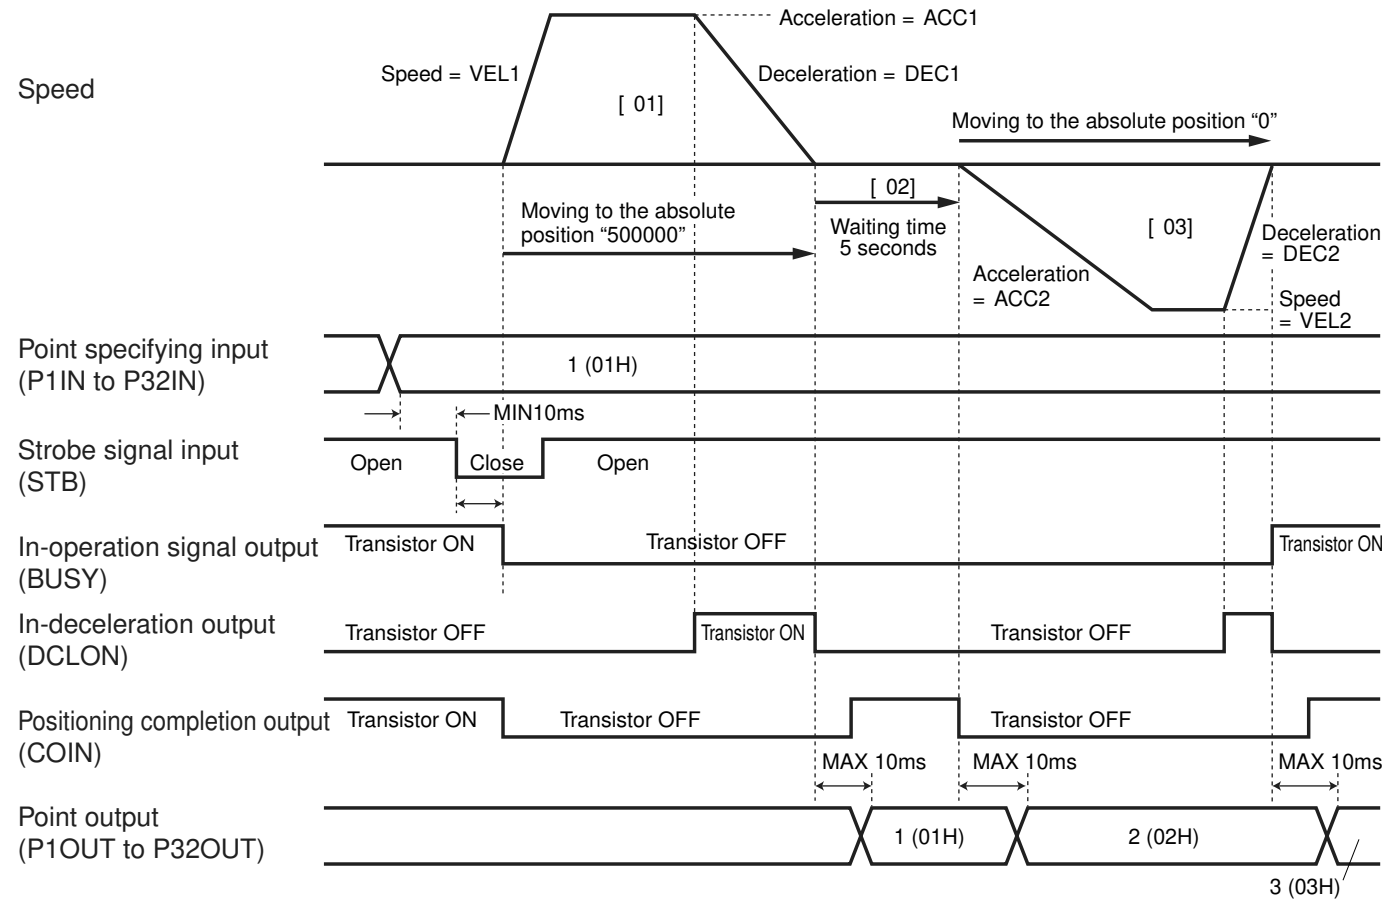 Acceleration = ACC1
Speed = VEL1
Deceleration = DEC1
Speed
[ 01]
Moving to the absolute position “0”
[ 02]
Moving to the absolute
position “500000”
Waiting time
5 seconds
[ 03]
Deceleration
= DEC2
Acceleration
= ACC2
Speed
= VEL2
Point specifying input
(P1IN to P32IN)
1 (01H)
MIN10ms
Strobe signal input
(STB)
Open
Close
Open
In-operation signal output
(BUSY)
Transistor ON
Transistor OFF
Transistor ON
In-deceleration output
(DCLON)
Transistor OFF
Transistor ON
Transistor OFF
Positioning completion output
(COIN)
Transistor ON
Transistor OFF
Transistor OFF
MAX 10ms
MAX 10ms
MAX 10ms
Point output
(P1OUT to P32OUT)
1 (01H)
2 (02H)
3 (03H)